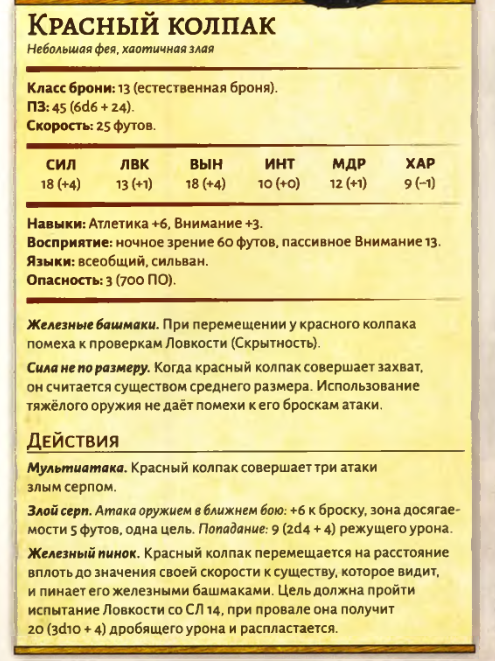 Красный колпак
Небольшая фея, хаотичная злая
Класс брони: 13 (естественная броня).
ПЗ: 45 (6d6 + 24).
Скорость: 25 футов.
СИЛ ЛВК ВЫН ИНТ МДР ХАР
18 (+4) 13 (+1) 18 (+4) 10 (+0) 12 (+1) 9 (−1)
Навыки: Атлетика +6, Внимание +3.
Восприятие: ночное зрение 60 футов, пассивное Внимание 13.
Языки: всеобщий, сильван.
Опасность: 3 (700 ПО).
Железные башмаки. При перемещении у красного колпака
помеха к проверкам Ловкости (Скрытность).
Сила не по размеру. Когда красный колпак совершает захват,
он считается существом среднего размера. Использование
тяжёлого оружия не даёт помехи к его броскам атаки.
Действия
Мультиатака. Красный колпак совершает три атаки
злым серпом.
Злой серп. Атака оружием в ближнем бою: +6 к броску, зона досягае-
мости 5 футов, одна цель. Попадание: 9 (2d4 + 4) режущего урона.
Железный пинок. Красный колпак перемещается на расстояние
вплоть до значения своей скорости к существу, которое видит,
и пинает его железными башмаками. Цель должна пройти
испытание Ловкости со СЛ 14, при провале она получит
20 (3d10 + 4) дробящего урона и распластается.